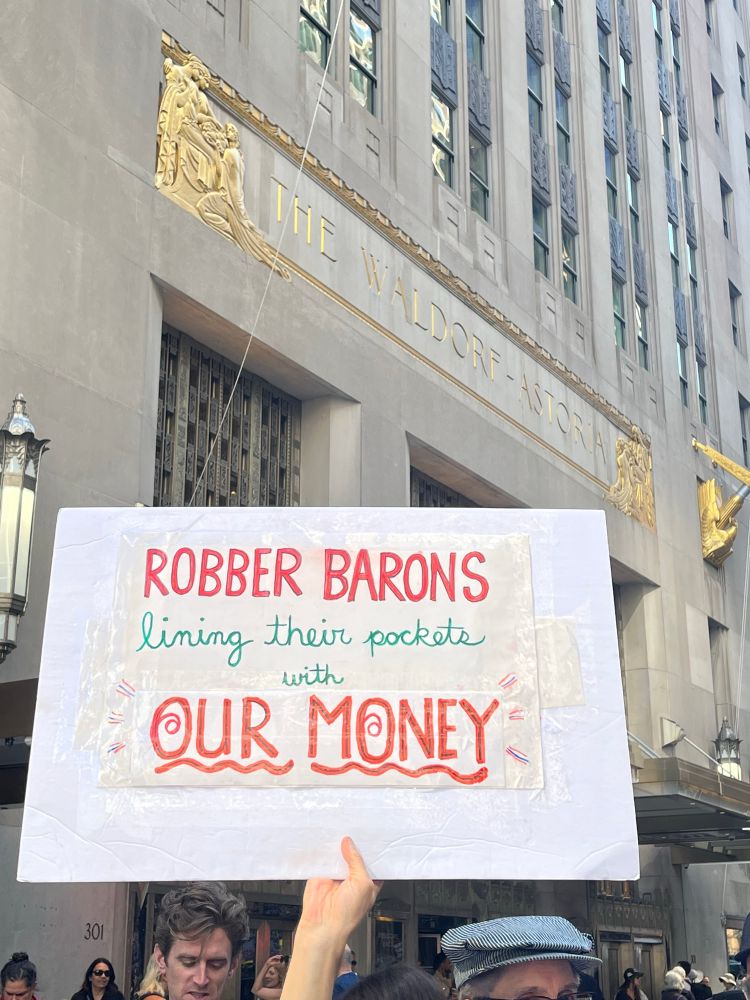 THE WALDORF-ASTORIA
ROBBER BARONS
lining their pockets
with
OUR MONEY
301